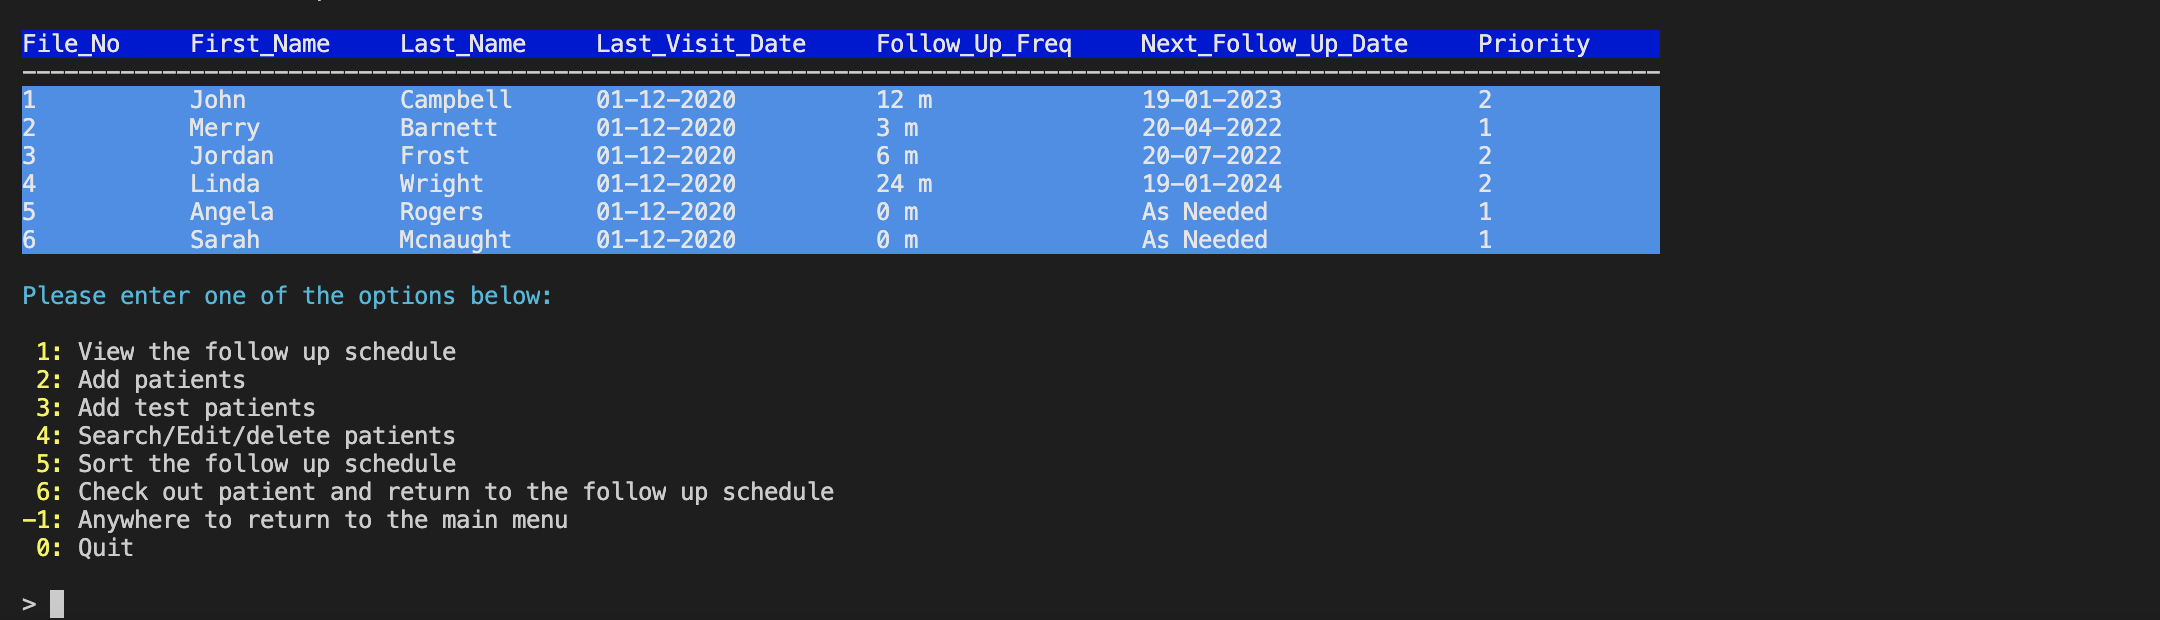 File_No First_Name Last_Name Last_Visit_Date Follow_Up_Freq Next_Follow_Up_Date Priority
1 John Campbell 01-12-2020 12 m 19-01-2023 2
2 Merry Barnett 01-12-2020 3 m 20-04-2022 1
3 Jordan Frost 01-12-2020 6 m 20-07-2022 2
4 Linda Wright 01-12-2020 24 m 19-01-2024 2
5 Angela Rogers 01-12-2020 0 m As Needed 1
6 Sarah Mcnaught 01-12-2020 0 m As Needed 1
Please enter one of the options below:
1: View the follow up schedule
2: Add patients
3: Add test patients
4: Search/Edit/delete patients
5: Sort the follow up schedule
6: Check out patient and return to the follow up schedule
-1: Anywhere to return to the main menu
0: Quit
>